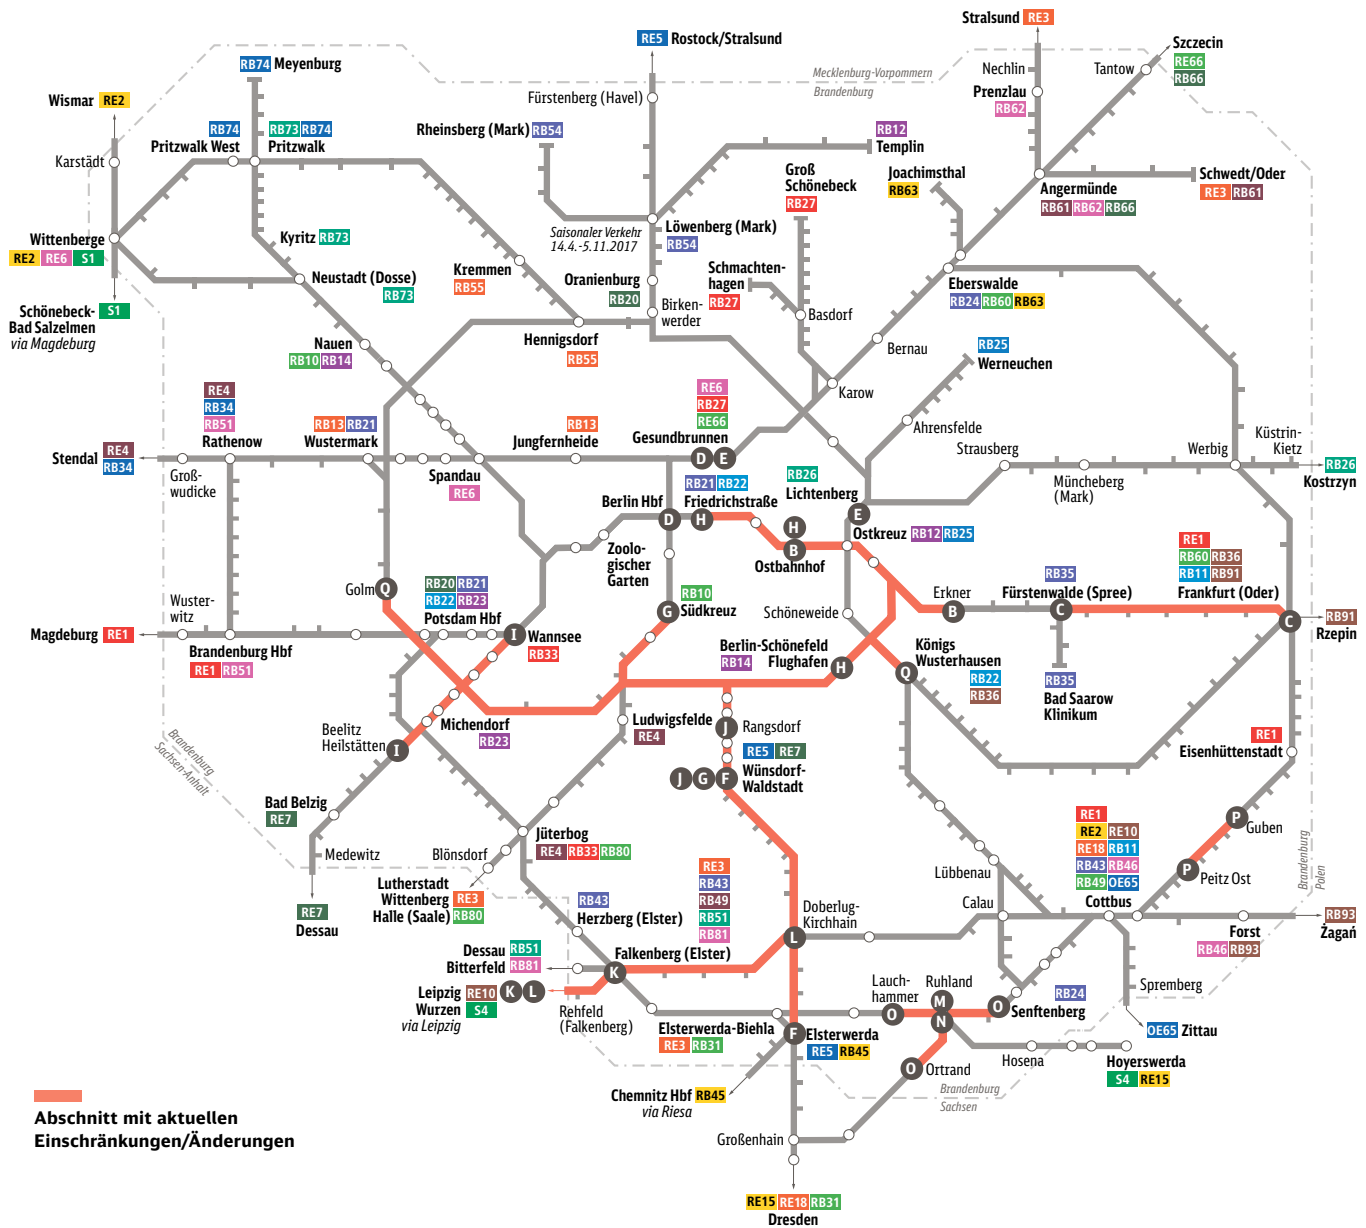 Stralsund RE3
RE5 Rostock/Stralsund
Szczecin
RE66
RB66
Mecklenburg-Vorpommern
Brandenburg
Nechlin
Tantow
RB74 Meyenburg
Prenzlau
RB62
Wismar RE2
Fürstenberg (Havel)
RB74
Pritzwalk West
RB73 RB74
Pritzwalk
Rheinsberg (Mark) RB54
RB12
Templin
Karstädt
Groß
Schönebeck
RB27
Joachimsthal
RB63
Angermünde
RB61 RB62 RB66
Schwedt/Oder
RE3 RB61
Wittenberge
RE2 RE6 S1
Kyritz RB73
Saisonaler Verkehr
14.4.-5.11.2017
Löwenberg (Mark)
RB54
Neustadt (Dosse)
RB73
Kremmen
RB55
Oranienburg
RB20
Schmachten-
hagen
RB27
Eberswalde
RB24 RB60 RB63
Schönebeck-
Bad Salzelmen
via Magdeburg
S1
Birken-
werder
Basdorf
Nauen
RB10 RB14
Hennigsdorf
RB55
Bernau
RB25
Werneuchen
Karow
RE4
RB34
RB51
Rathenow
RB13 RB21
Wustermark
RB13
Jungfernheide
RE6
RB27
RE66
Gesundbrunnen
D E
Ahrensfelde
Strausberg
Werbig
Küstrin-
Kietz
Stendal RE4
RB34
Groß-
wudicke
Spandau
RE6
RB26
Lichtenberg
E
Müncheberg
(Mark)
RB26
Kostrzyn
RB21 RB22
Berlin Hbf Friedrichstraße
D H
H
B
Ostbahnhof
Ostkreuz RB12 RB25
Zoolo-
gischer
Garten
RE1
RB60 RB36
RB11 RB91
Frankfurt (Oder)
C
Golm Q
RB20 RB21
RB22 RB23
Potsdam Hbf
RB10
G Südkreuz
Schöneweide
Erkner
B
RB35
Fürstenwalde (Spree)
C
Wuster-
witz
Magdeburg RE1
Brandenburg Hbf
RE1 RB51
I Wannsee
RB33
Berlin-Schönefeld
RB14 Flughafen
H
Königs
Wusterhausen
RB22
RB36
Q
RB91
Rzepin
RB35
Bad Saarow
Klinikum
Michendorf
RB23
Ludwigsfelde
RE4
J Rangsdorf
Beelitz
Heilstätten
I
RE1
Eisenhüttenstadt
Brandenburg
Sachsen-Anhalt
RE5 RE7
J G F Wünsdorf-
Waldstadt
Bad Belzig
RE7
P
Guben
RE1
RE2 RE10
RE18 RB11
RB43 RB46
RB49 OE65
Cottbus
Jüterbog
RE4 RB33 RB80
Medewitz
Blönsdorf
P
Peitz Ost
Brandenburg
Polen
Lübbenau
RE3
RB43
RB49
RB51
RB81
Falkenberg (Elster)
Lutherstadt
Wittenberg RE3
Halle (Saale) RB80
RB43
Herzberg (Elster)
Calau
Doberlug-
Kirchhain
L
RE7
Dessau
RB93
Żagań
Forst
RB46 RB93
Dessau RB51
Bitterfeld RB81
K
Leipzig RE10
Wurzen S4
via Leipzig
K L
Rehfeld
(Falkenberg)
Lauch-
hammer
O
Ruhland
M
N
O
RB24
Senftenberg
Spremberg
Elsterwerda-Biehla
RE3 RB31
F
Elsterwerda
RE5 RB45
OE65 Zittau
O Ortrand
Hosena
Hoyerswerda
S4 RE15
Chemnitz Hbf RB45
via Riesa
Brandenburg
Sachsen
Abschnitt mit aktuellen
Einschränkungen/Änderungen
Großenhain
RE15 RE18 RB31
Dresden